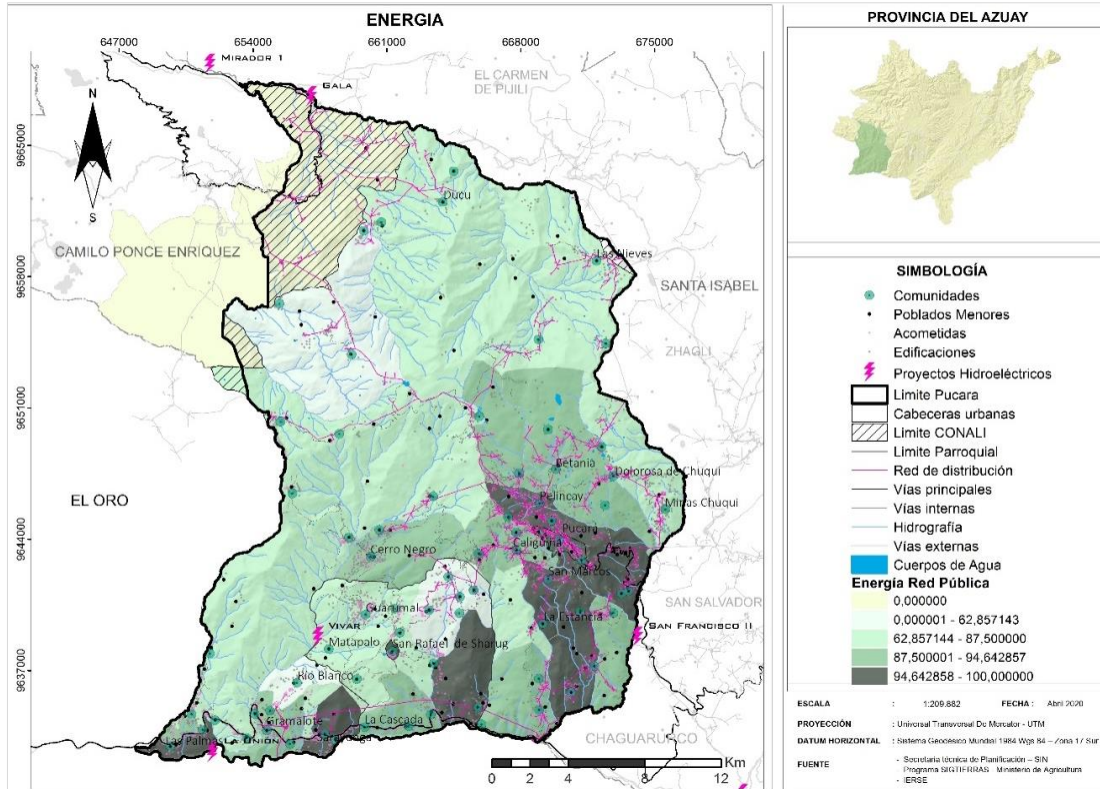 ENERGIA
647000
654000
661000
668000
675000
MIRADOR 1
GALA
EL CARMEN
DE PIJILI
N
S
9665000
9658000
9651000
9644000
9637000
Ducu
Las Nieves
CAMILO PONCE ENRIQUEZ
SANTA ISABEL
ZHAGLI
EL ORO
Betania
Dolorosa de Chuqui
Pelincay
Minas Chuqui
Pucará
Caliguiña
Cerro Negro
San Marcos
SAN SALVADOR
Guarumal
La Estancia
SAN FRANCISCO II
VIVAR
Matapalo
San Rafael de Sharug
Río Blanco
Gramalote
La Cascada
Las Palmas
LA UNIÓN
CHAGUARURCO
0 2 4 8 12
Km
PROVINCIA DEL AZUAY
SIMBOLOGÍA
Comunidades
Poblados Menores
Acometidas
Edificaciones
Proyectos Hidroeléctricos
Limite Pucara
Cabeceras urbanas
Limite CONALI
Limite Parroquial
Red de distribución
Vías principales
Vías internas
Hidrografía
Vías externas
Cuerpos de Agua
Energía Red Pública
0,000000
0,000001 - 62,857143
62,857144 - 87,500000
87,500001 - 94,642857
94,642858 - 100,000000
ESCALA : 1:209.882 FECHA : Abril 2020
PROYECCIÓN : Universal Transversal De Mercator - UTM
DATUM HORIZONTAL : Sistema Geodésico Mundial 1984 Wgs 84 – Zona 17 Sur
FUENTE
- Secretaria técnica de Planificación – SIN
Programa SIGTIERRAS - Ministerio de Agricultura
- IERSE